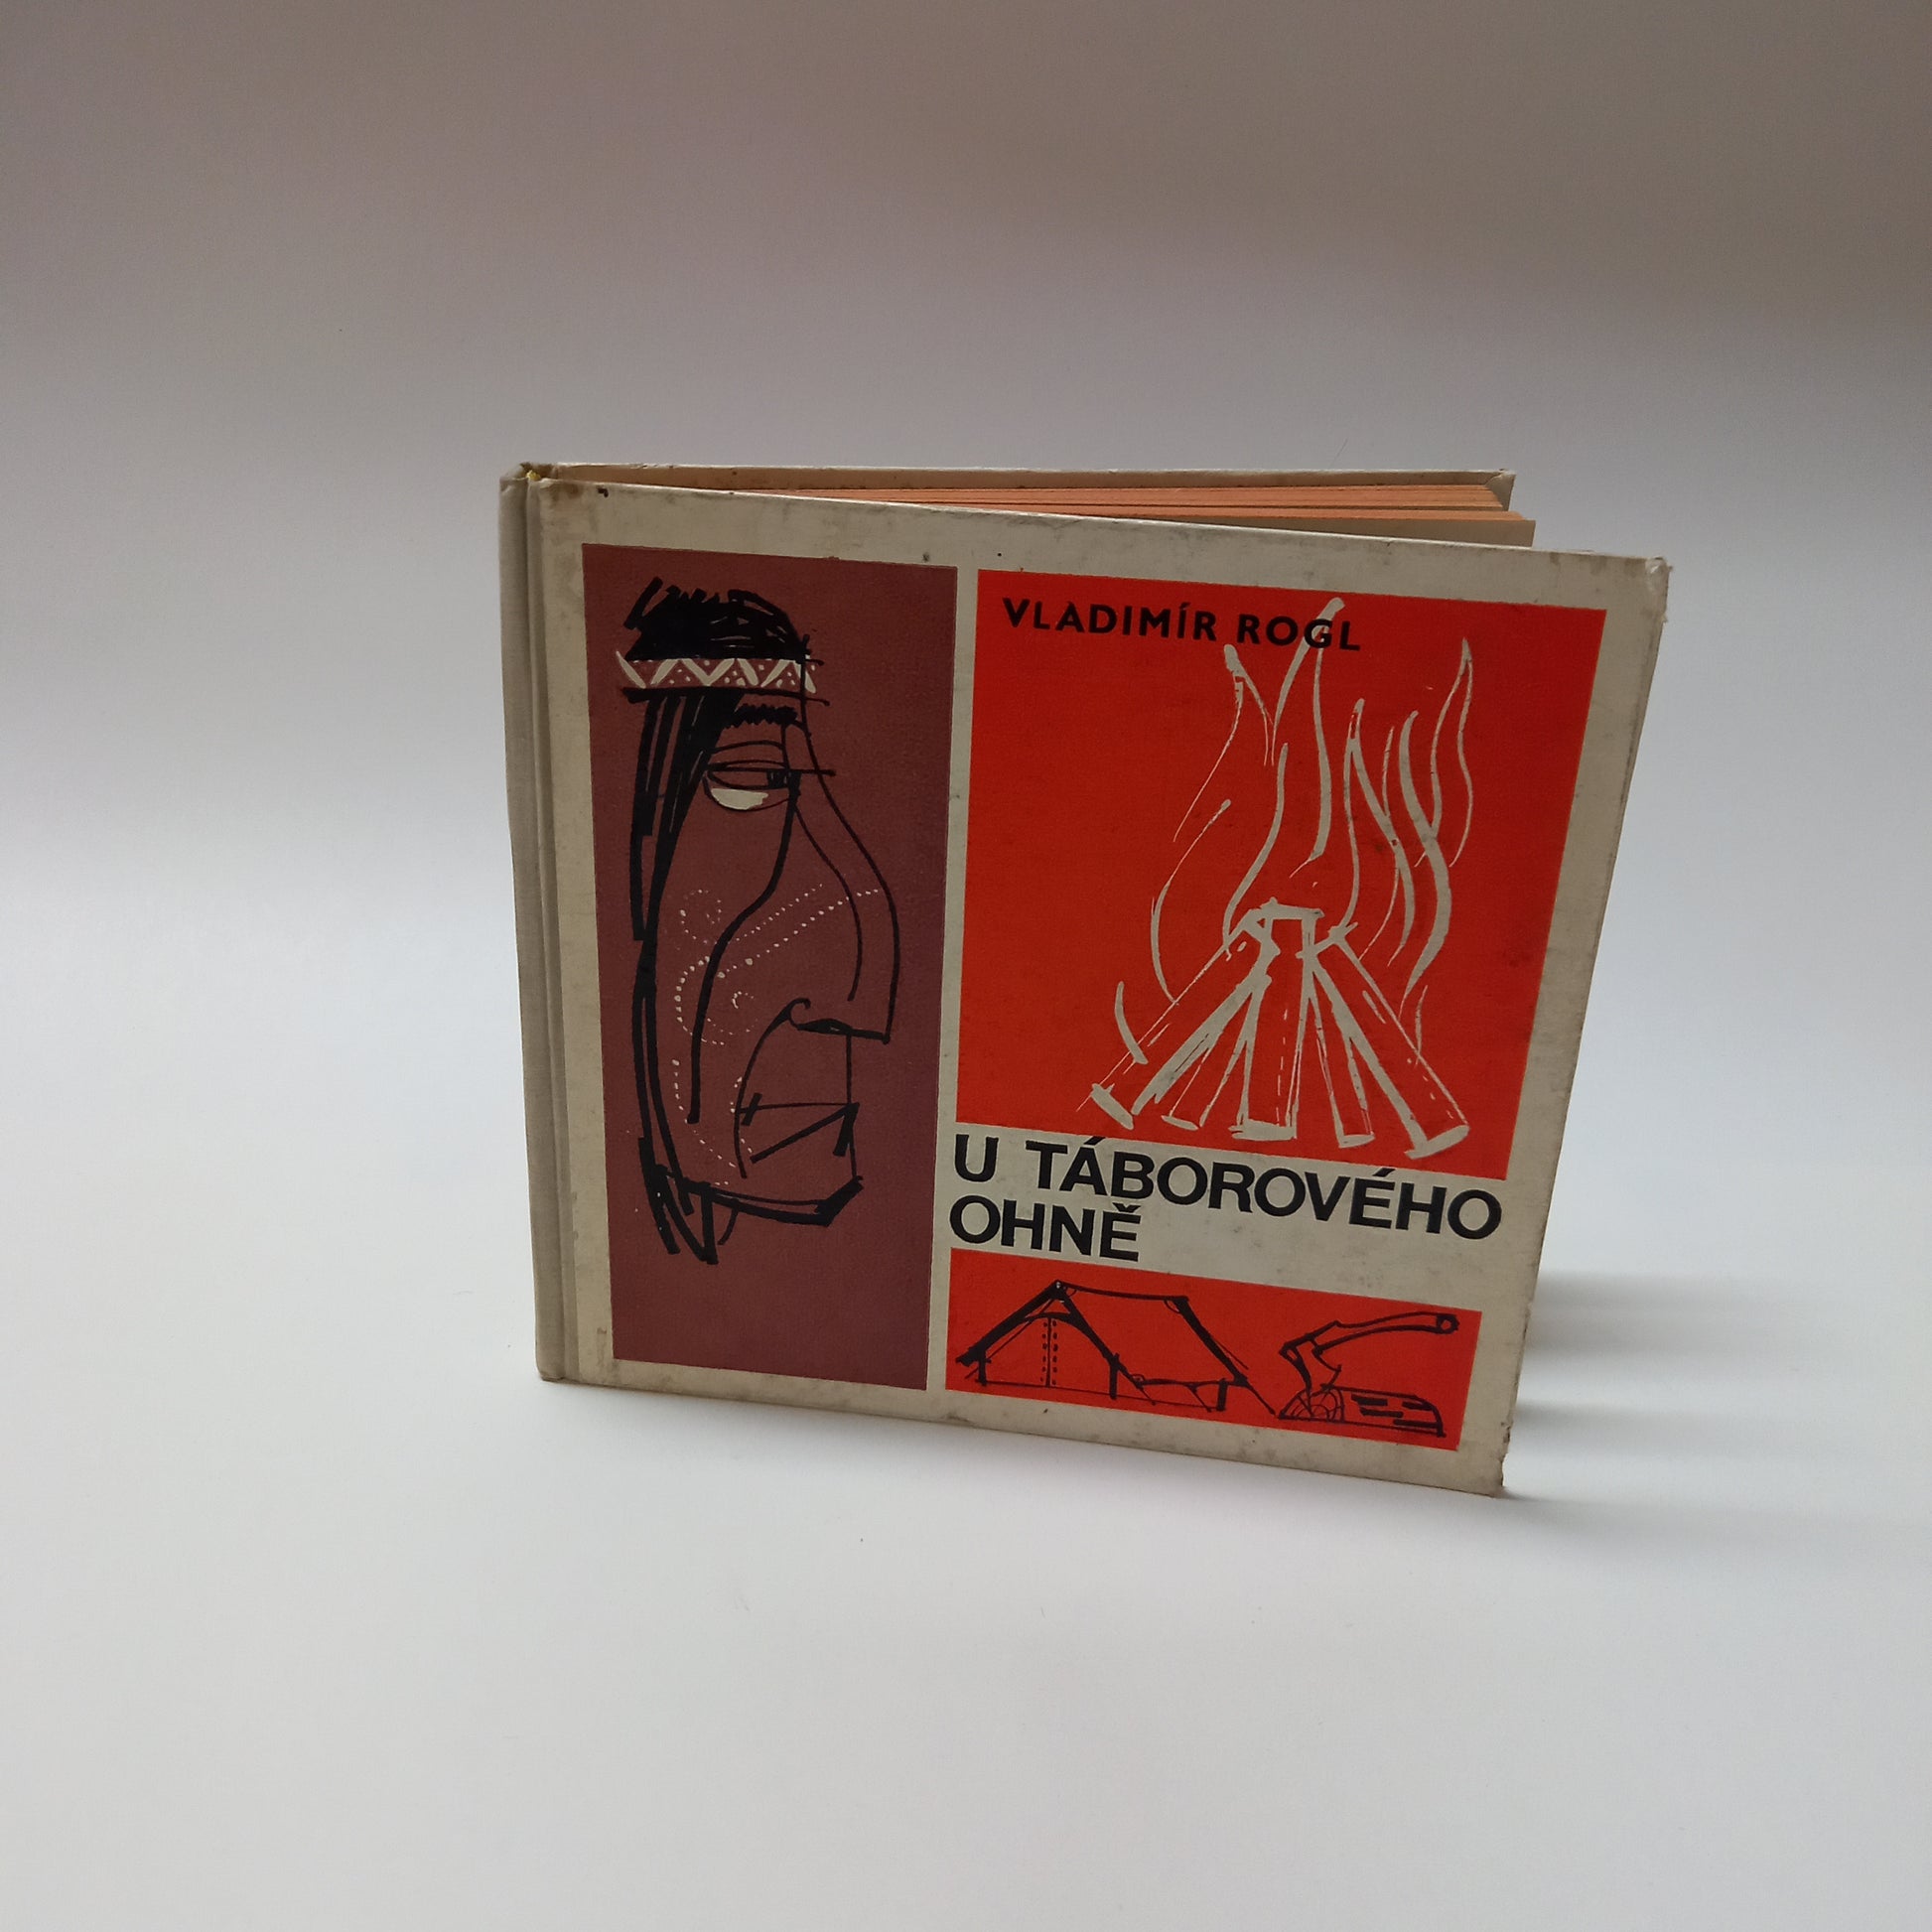 VLADIMÍR ROGL
U TÁBOROVÉHO
OHNĚ